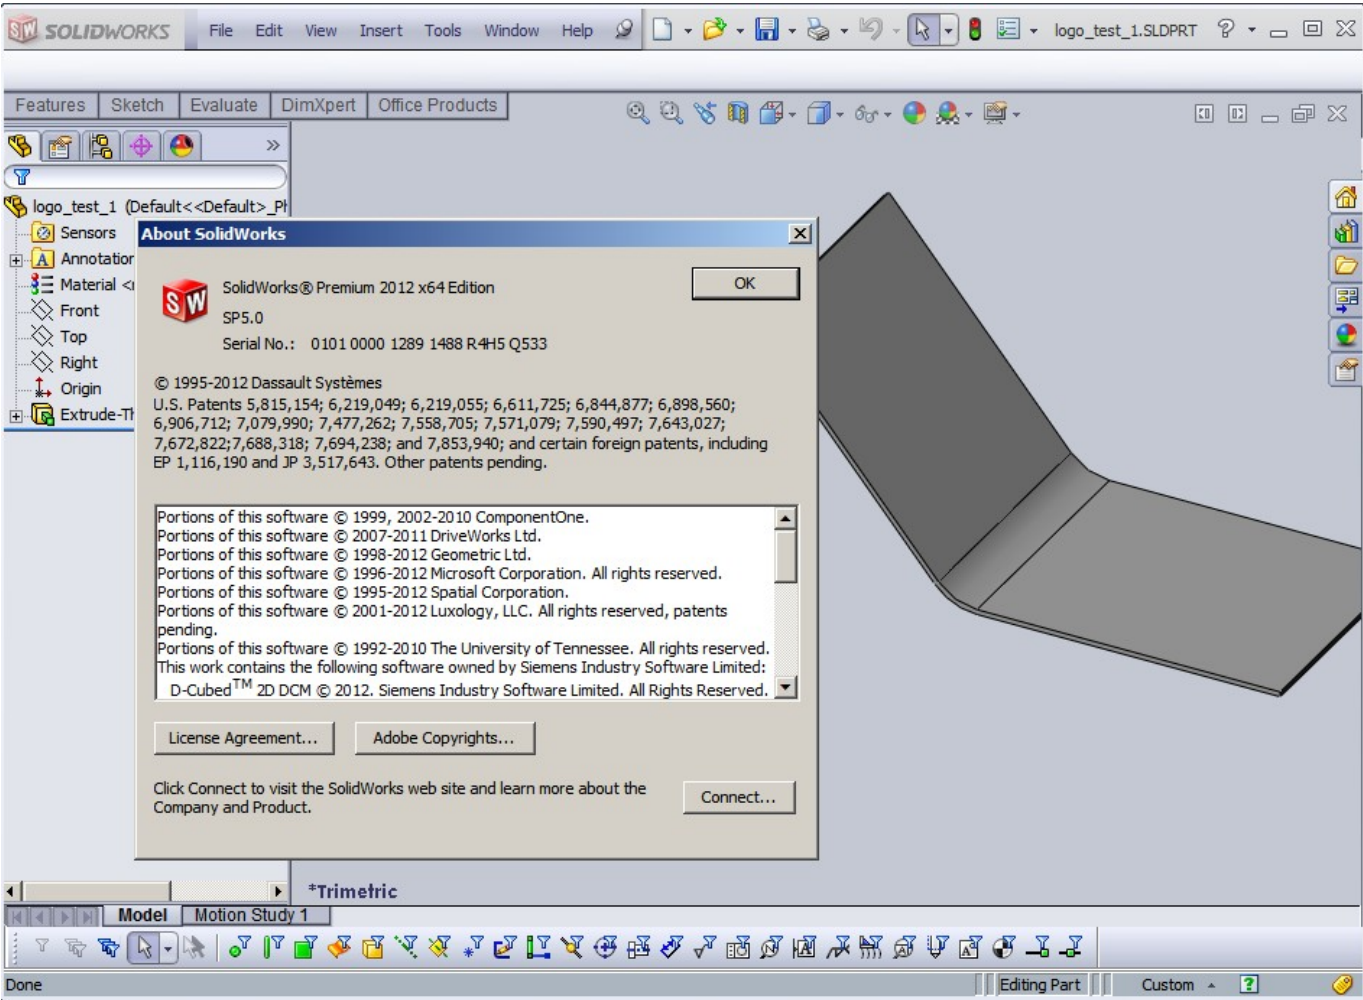 SW SOLIDWORKS File Edit View Insert Tools Window Help logo_test_1.SLDPRT ?
Features Sketch Evaluate DimXpert Office Products
logo_test_1 (Default<<Default>_Ph
Sensors
Annotation
Material <
Front
Top
Right
Origin
Extrude-Th
About SolidWorks
OK
SW
SolidWorks® Premium 2012 x64 Edition
SP5.0
Serial No.: 0101 0000 1289 1488 R4H5 Q533
© 1995-2012 Dassault Systèmes
U.S. Patents 5,815,154; 6,219,049; 6,219,055; 6,611,725; 6,844,877; 6,898,560;
6,906,712; 7,079,990; 7,477,262; 7,558,705; 7,571,079; 7,590,497; 7,643,027;
7,672,822;7,688,318; 7,694,238; and 7,853,940; and certain foreign patents, including
EP 1,116,190 and JP 3,517,643. Other patents pending.
Portions of this software © 1999, 2002-2010 ComponentOne.
Portions of this software © 2007-2011 DriveWorks Ltd.
Portions of this software © 1998-2012 Geometric Ltd.
Portions of this software © 1996-2012 Microsoft Corporation. All rights reserved.
Portions of this software © 1995-2012 Spatial Corporation.
Portions of this software © 2001-2012 Luxology, LLC. All rights reserved, patents
pending.
Portions of this software © 1992-2010 The University of Tennessee. All rights reserved.
This work contains the following software owned by Siemens Industry Software Limited:
D-Cubed™ 2D DCM © 2012. Siemens Industry Software Limited. All Rights Reserved.
License Agreement... Adobe Copyrights...
Click Connect to visit the SolidWorks web site and learn more about the
Company and Product.
Connect...
*Trimetric
Model Motion Study 1
Done Editing Part Custom ?